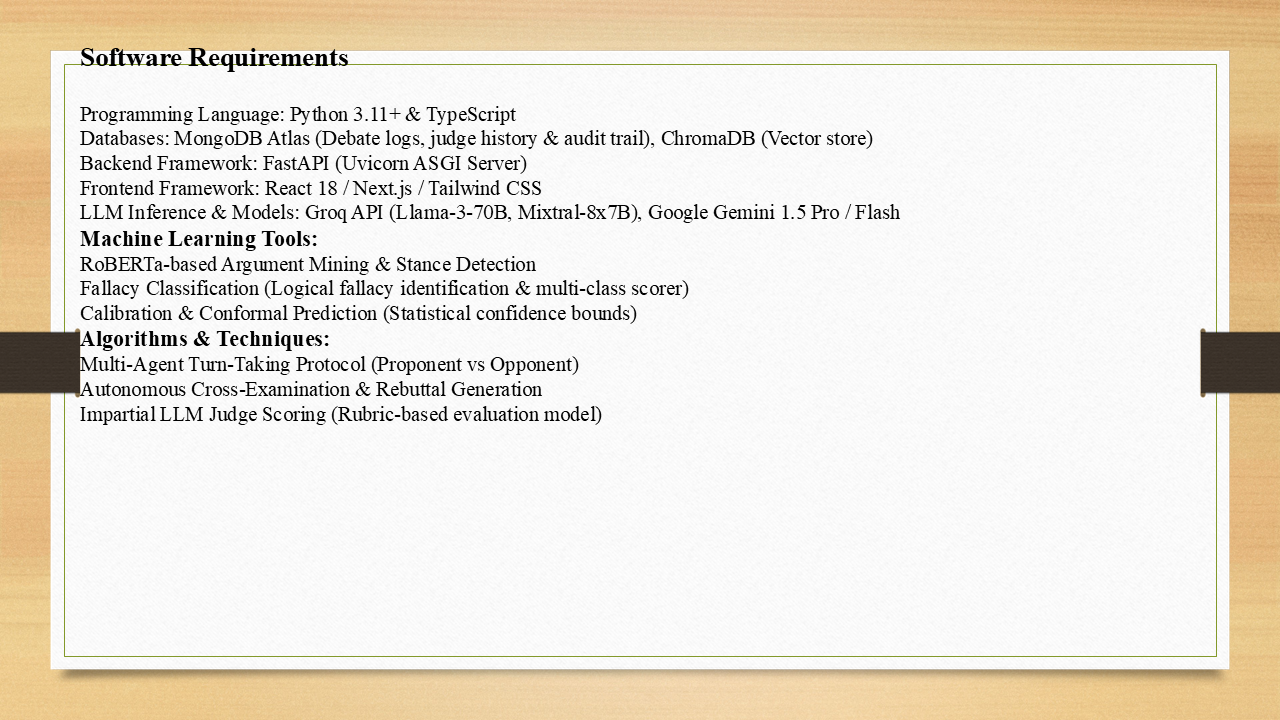 Software Requirements
Programming Language: Python 3.11+ & TypeScript
Databases: MongoDB Atlas (Debate logs, judge history & audit trail), ChromaDB (Vector store)
Backend Framework: FastAPI (Uvicorn ASGI Server)
Frontend Framework: React 18 / Next.js / Tailwind CSS
LLM Inference & Models: Groq API (Llama-3-70B, Mixtral-8x7B), Google Gemini 1.5 Pro / Flash
Machine Learning Tools:
RoBERTa-based Argument Mining & Stance Detection
Fallacy Classification (Logical fallacy identification & multi-class scorer)
Calibration & Conformal Prediction (Statistical confidence bounds)
Algorithms & Techniques:
Multi-Agent Turn-Taking Protocol (Proponent vs Opponent)
Autonomous Cross-Examination & Rebuttal Generation
Impartial LLM Judge Scoring (Rubric-based evaluation model)